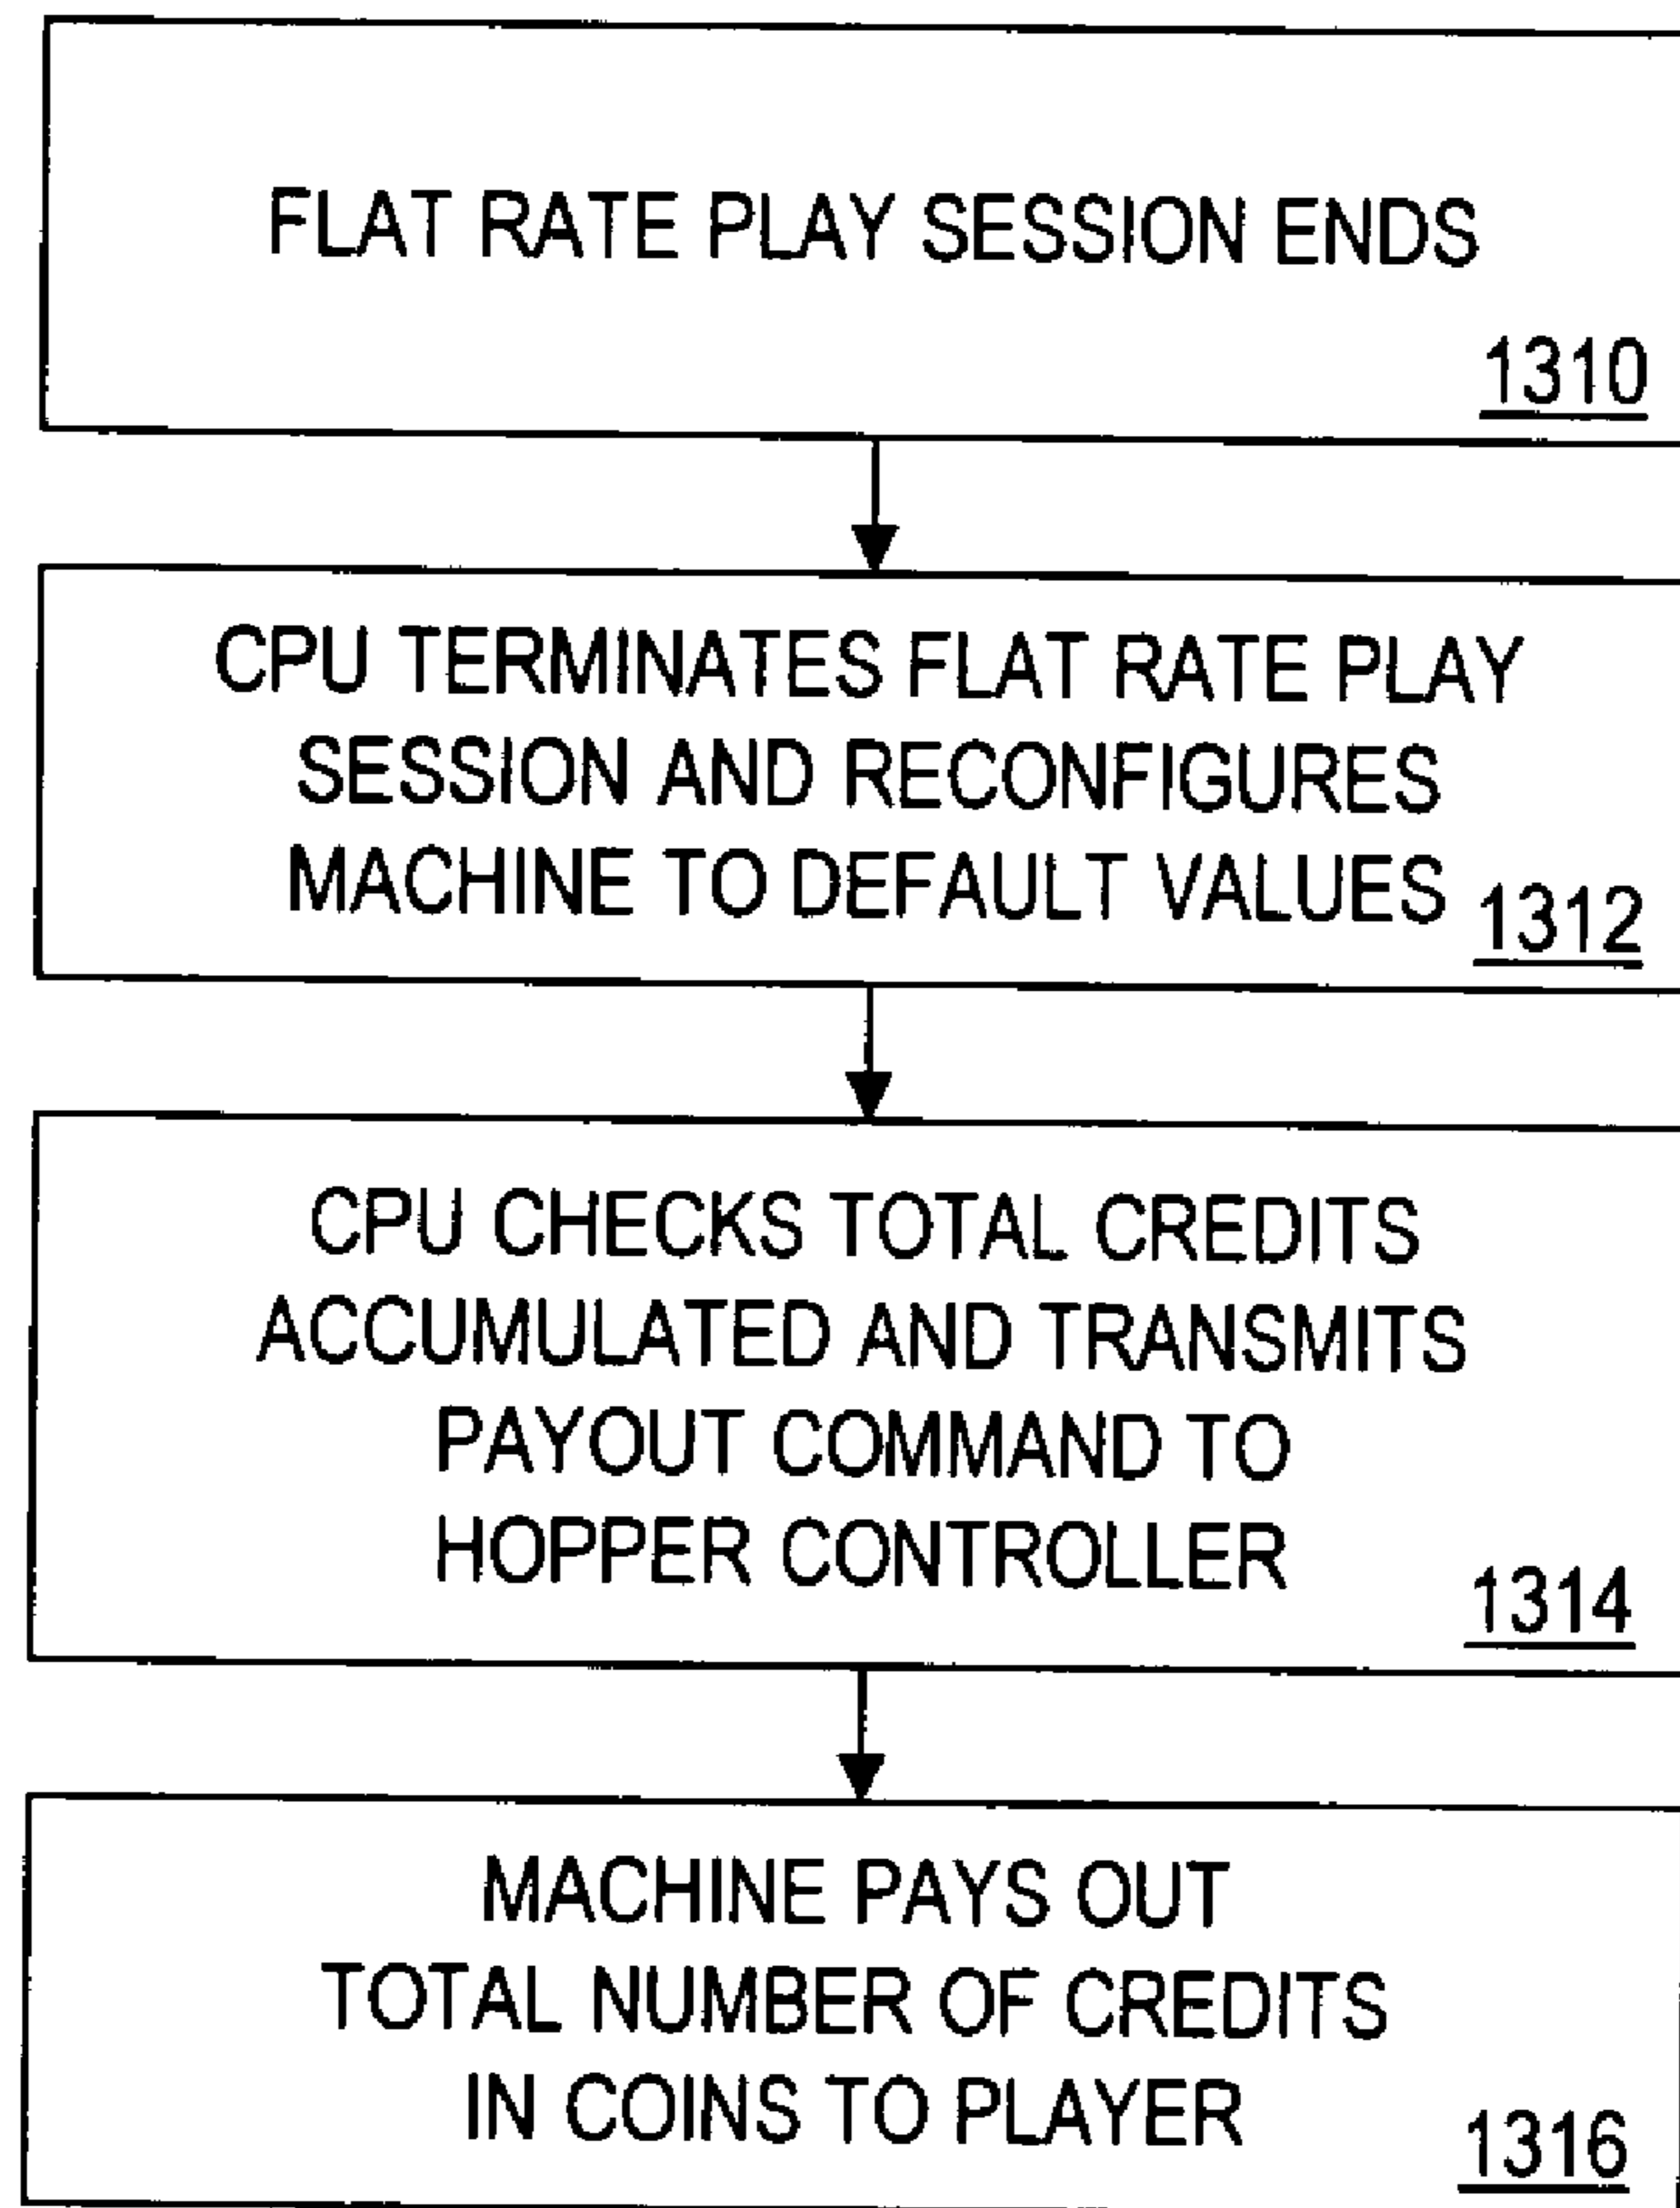 FLAT RATE PLAY SESSION ENDS
1310
CPU TERMINATES FLAT RATE PLAY
SESSION AND RECONFIGURES
MACHINE TO DEFAULT VALUES
1312
CPU CHECKS TOTAL CREDITS
ACCUMULATED AND TRANSMITS
PAYOUT COMMAND TO
HOPPER CONTROLLER
1314
MACHINE PAYS OUT
TOTAL NUMBER OF CREDITS
IN COINS TO PLAYER
1316